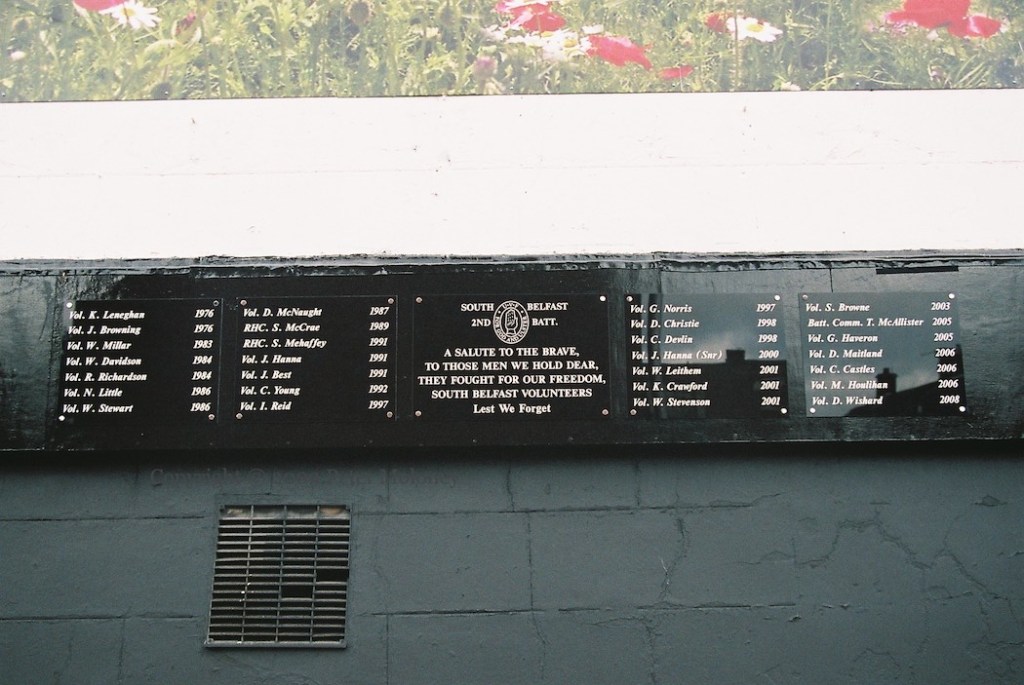 Vol. K. Leneghan 1976
Vol. J. Browning 1976
Vol. W. Millar 1983
Vol. W. Davidson 1984
Vol. R. Richardson 1984
Vol. N. Little 1986
Vol. W. Stewart 1986
Vol. D. McNaught 1987
RHC. S. McCrae 1989
RHC. S. Mehaffey 1991
Vol. J. Hanna 1991
Vol. J. Best 1991
Vol. C. Young 1992
Vol. I. Reid 1997
SOUTH BELFAST
2ND BATT.
A SALUTE TO THE BRAVE,
TO THOSE MEN WE HOLD DEAR,
THEY FOUGHT FOR OUR FREEDOM,
SOUTH BELFAST VOLUNTEERS
Lest We Forget
Vol. G. Norris 1997
Vol. D. Christie 1998
Vol. C. Devlin 1998
Vol. J. Hanna (Snr) 2000
Vol. W. Leithem 2001
Vol. K. Crawford 2001
Vol. W. Stevenson 2001
Vol. S. Browne 2003
Batt. Comm. T. McAllister 2005
Vol. G. Haveron 2005
Vol. D. Maitland 2006
Vol. C. Castles 2006
Vol. M. Houlihan 2006
Vol. D. Wishard 2008
Copyright ©